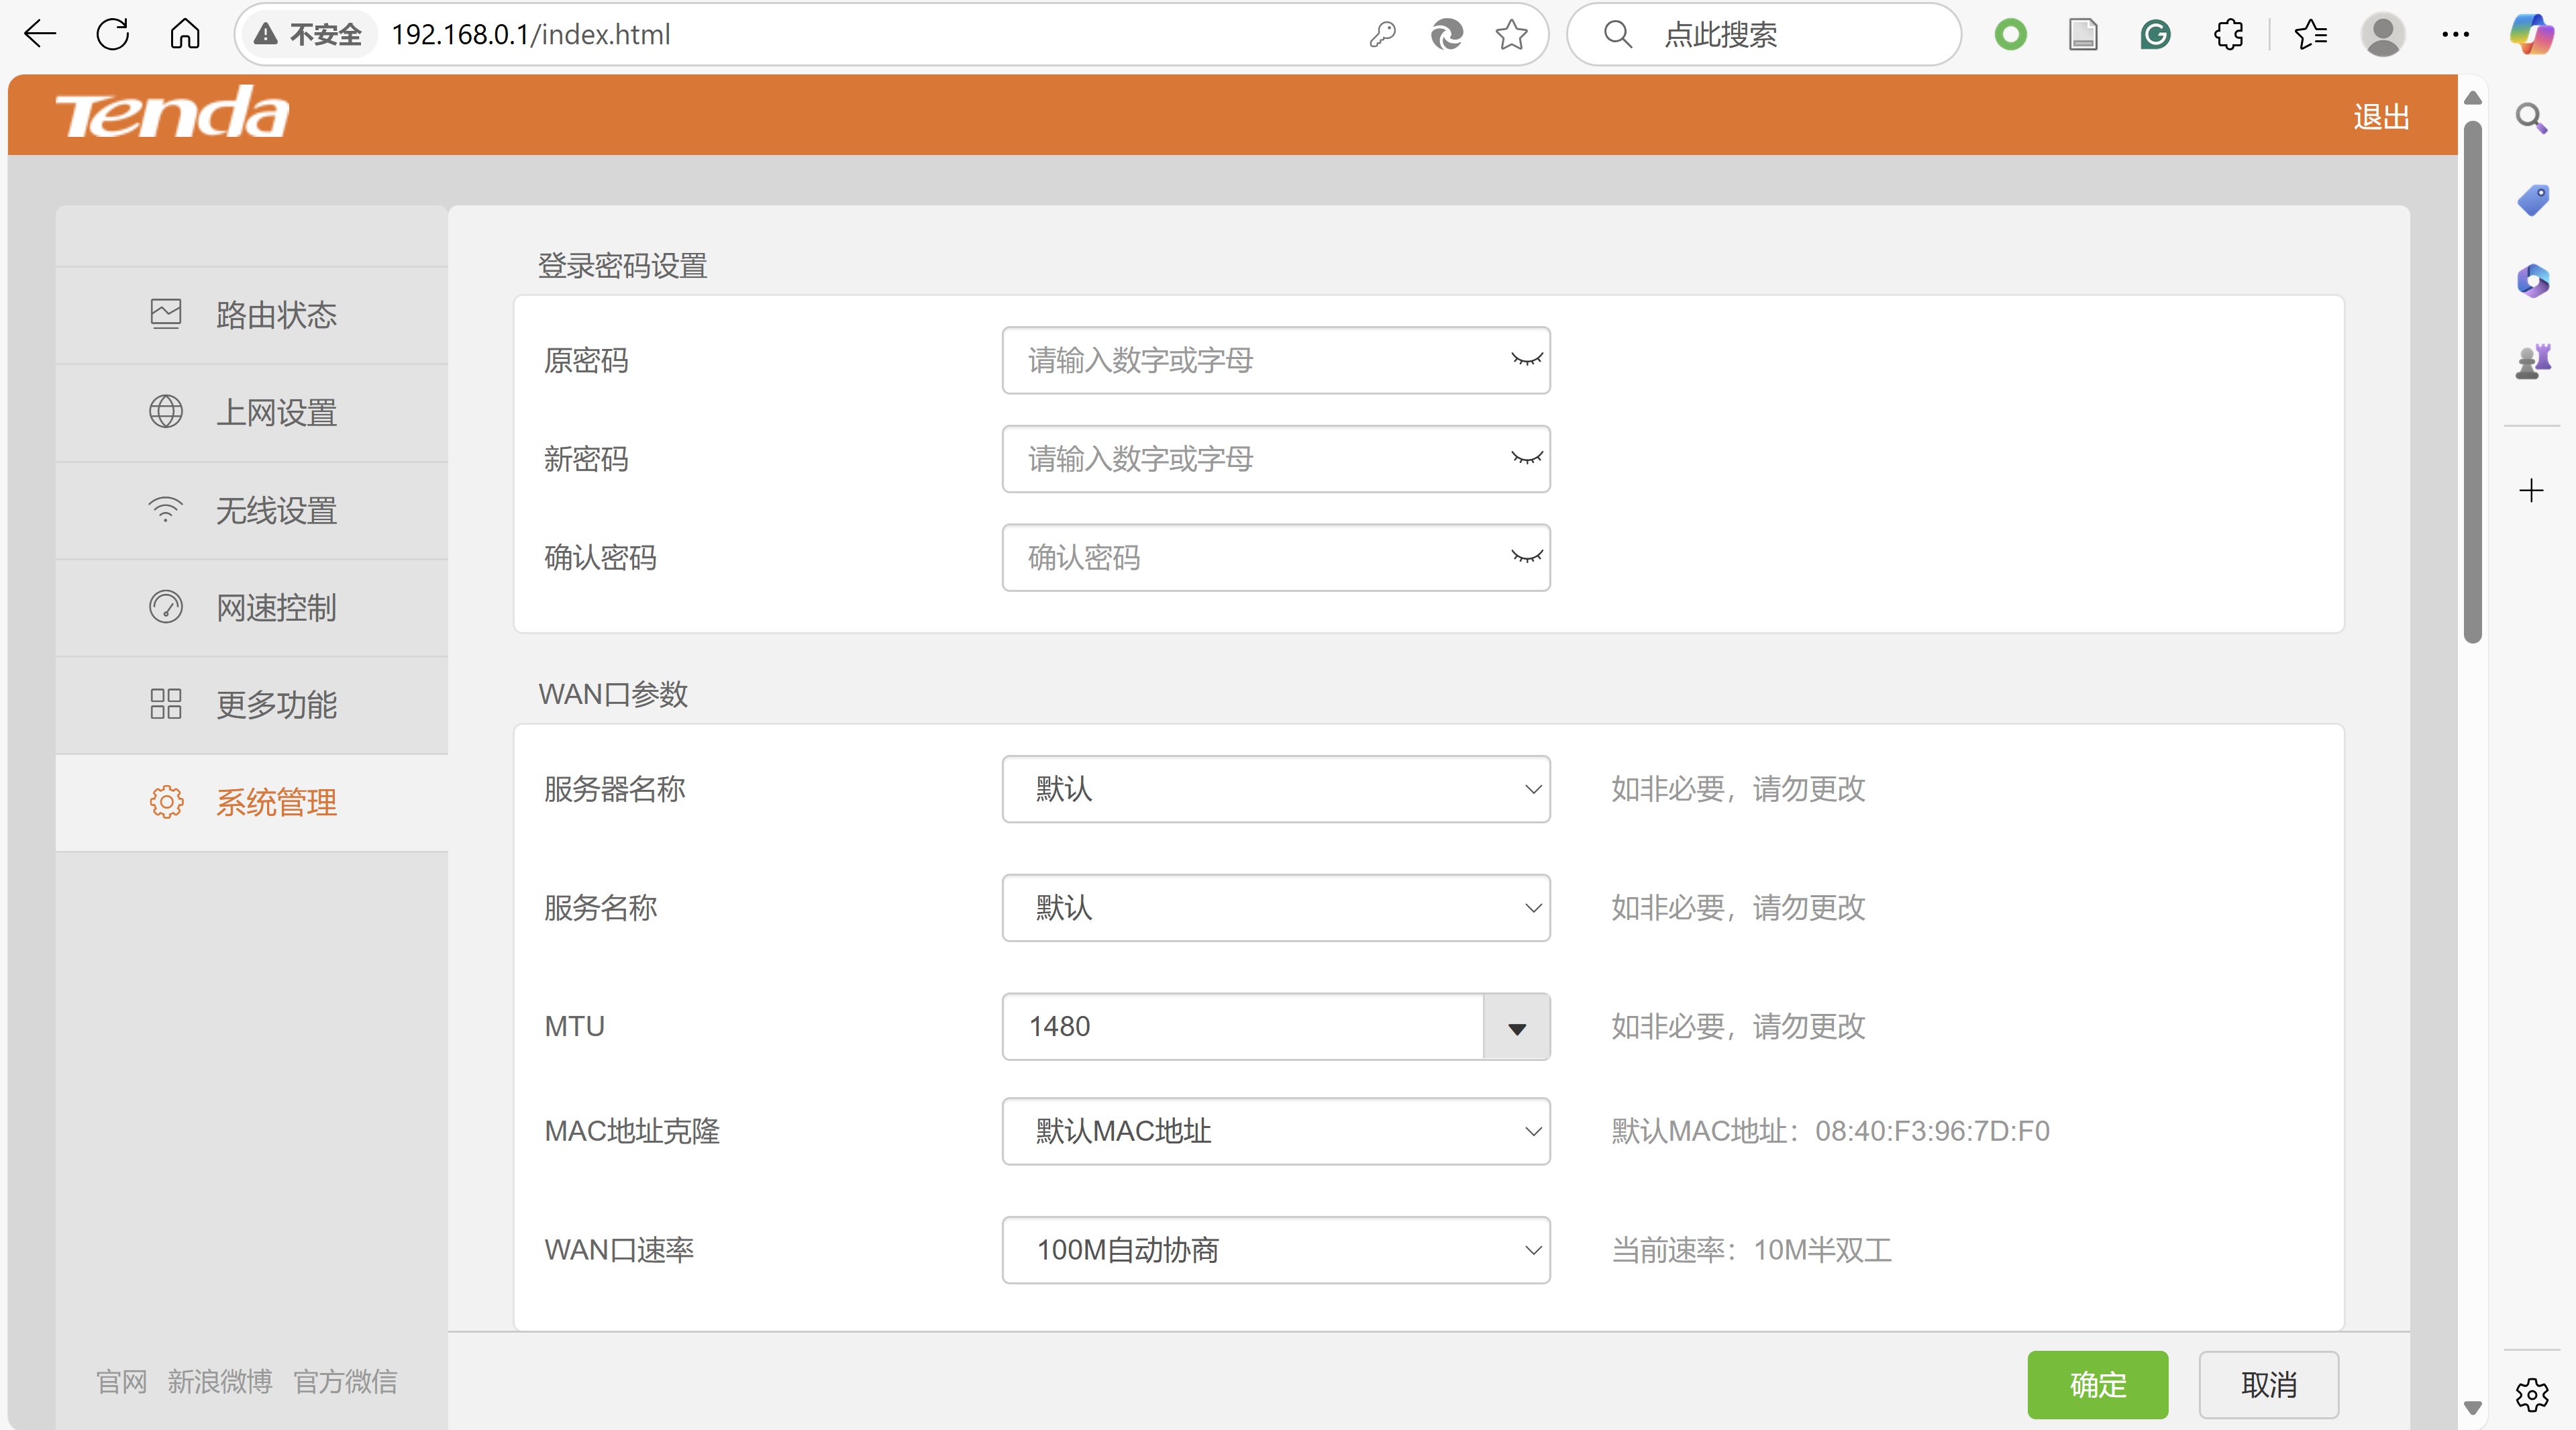 不安全 192.168.0.1/index.html 点此搜索
Tenda 退出
路由状态
上网设置
无线设置
网速控制
更多功能
系统管理
官网 新浪微博 官方微信
登录密码设置
原密码 请输入数字或字母
新密码 请输入数字或字母
确认密码 确认密码
WAN口参数
服务器名称 默认 如非必要，请勿更改
服务名称 默认 如非必要，请勿更改
MTU 1480 如非必要，请勿更改
MAC地址克隆 默认MAC地址 默认MAC地址：08:40:F3:96:7D:F0
WAN口速率 100M自动协商 当前速率：10M半双工
确定 取消